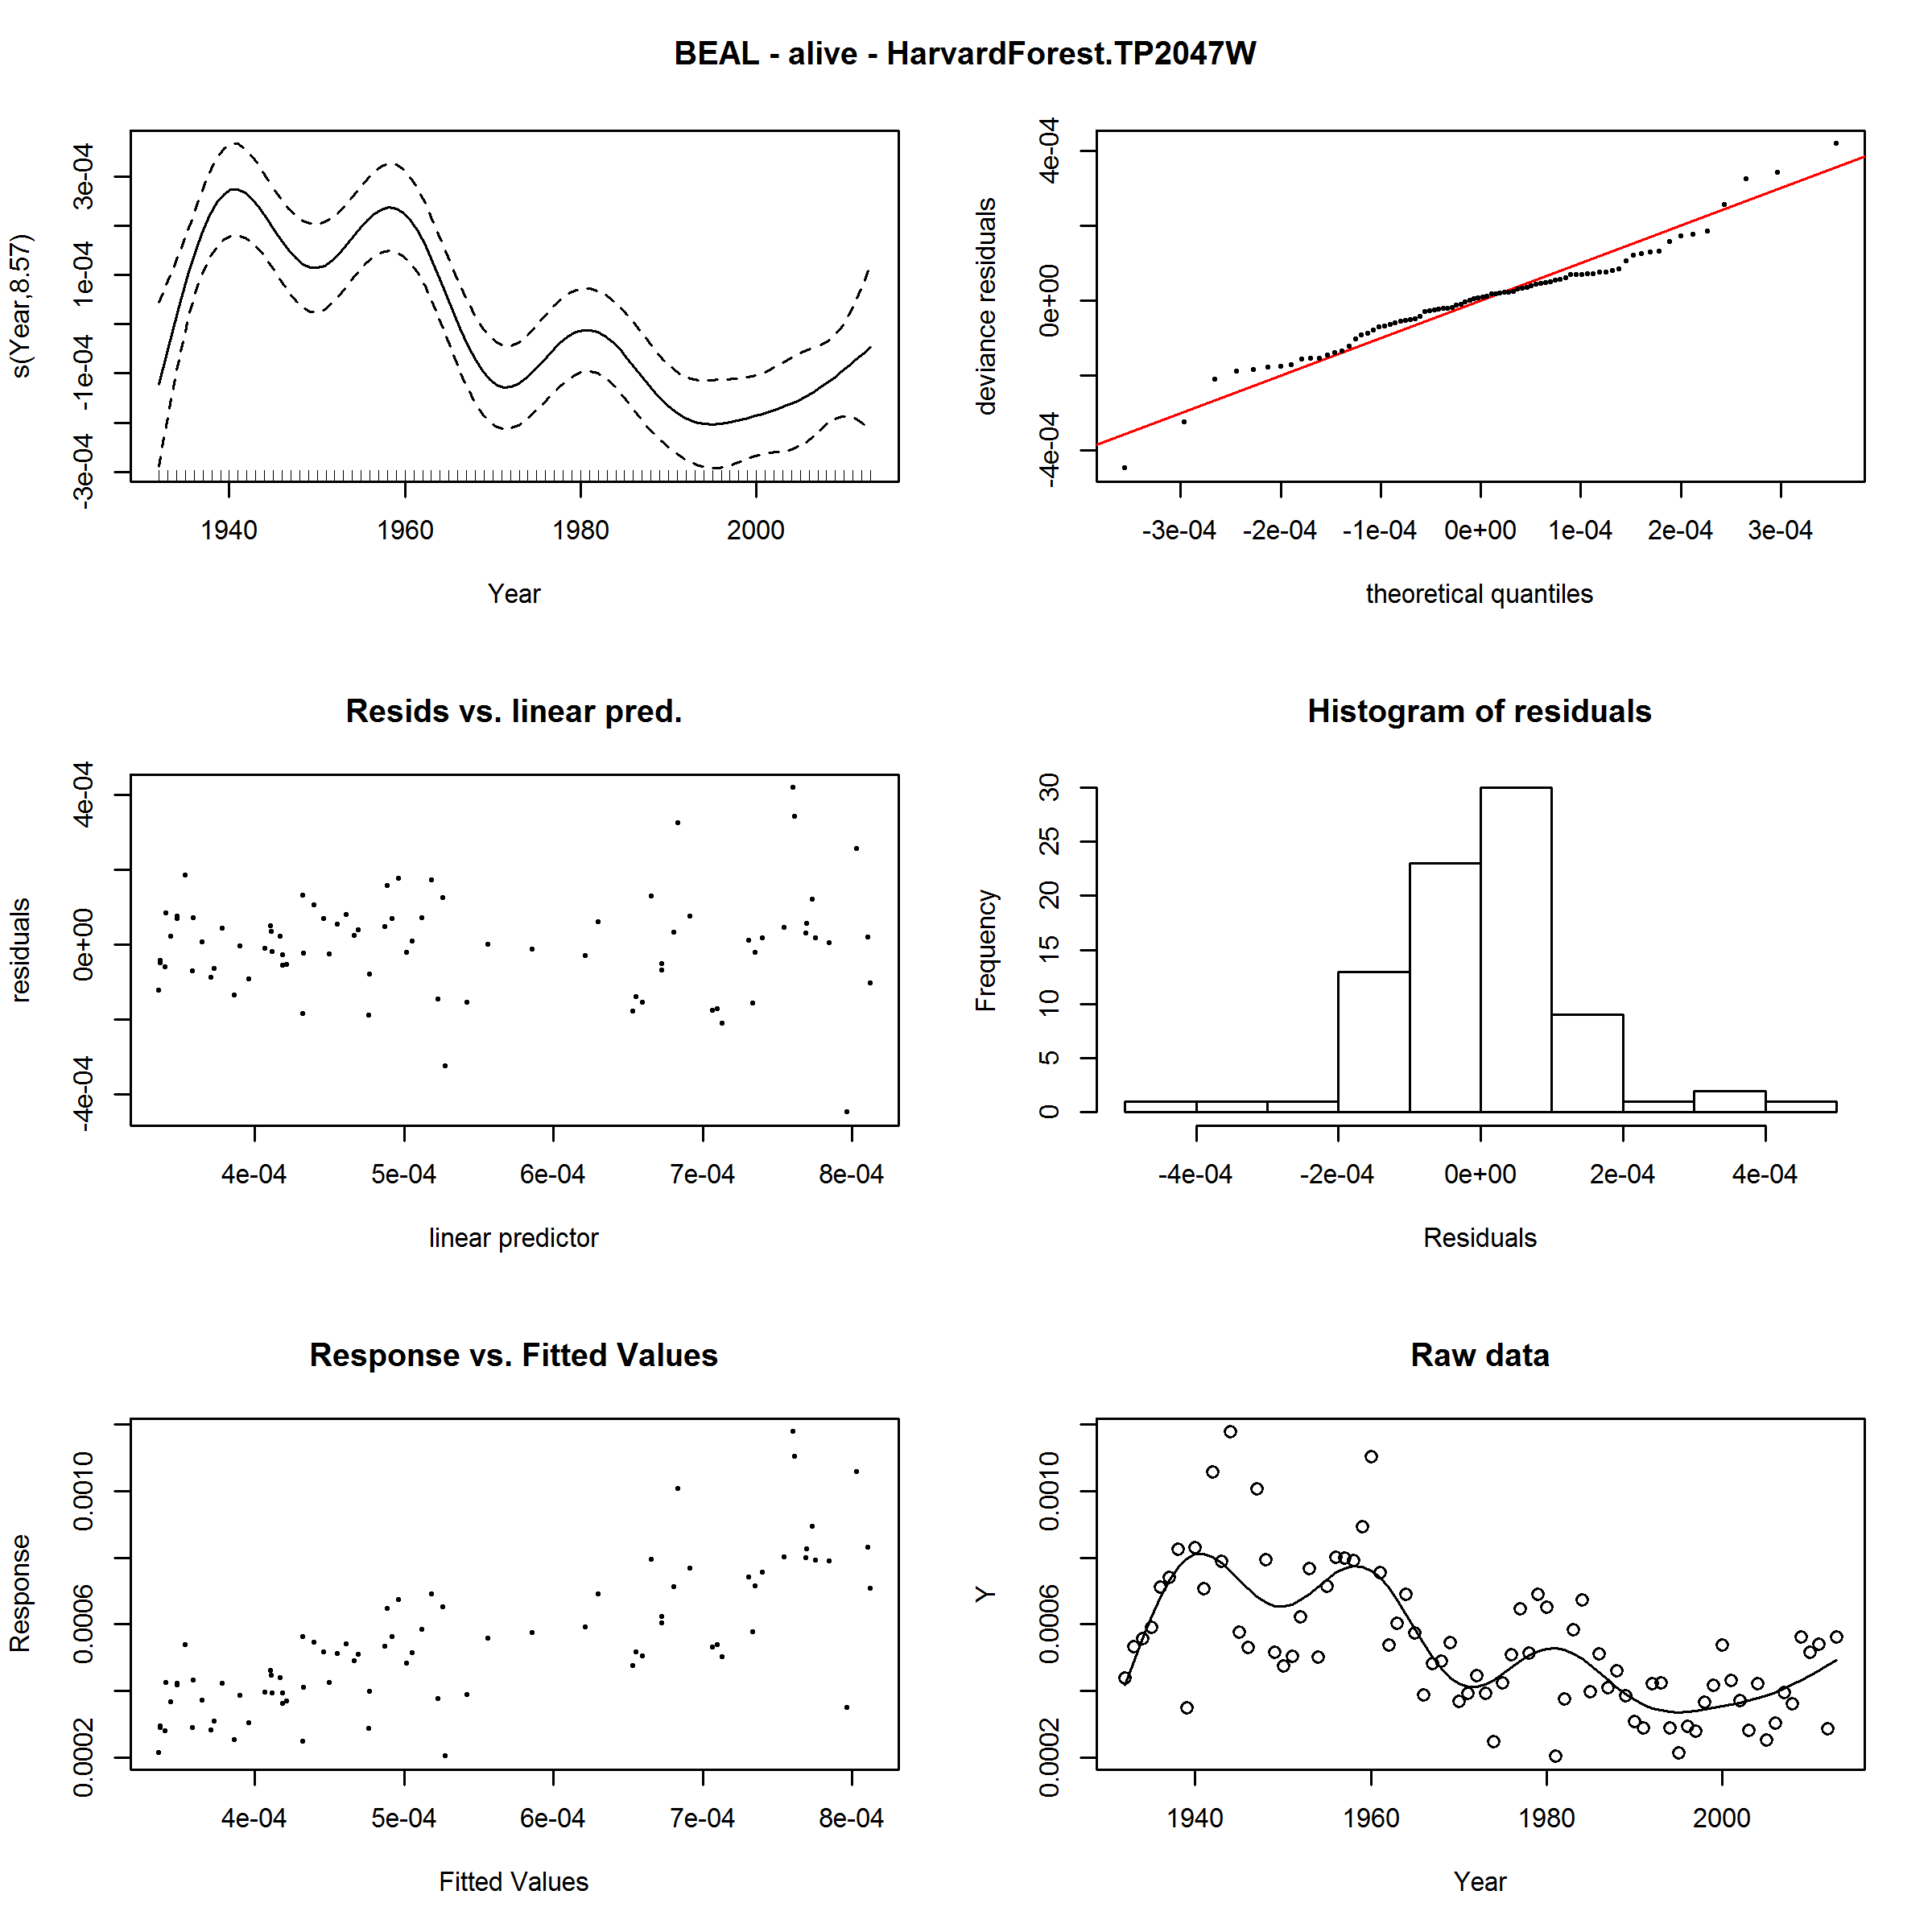 BEAL - alive - HarvardForest.TP2047W
s(Year,8.57)
-3e-04 -1e-04 1e-04 3e-04
1940 1960 1980 2000
Year
deviance residuals
-4e-04 0e+00 4e-04
-3e-04 -2e-04 -1e-04 0e+00 1e-04 2e-04 3e-04
theoretical quantiles
Resids vs. linear pred.
residuals
-4e-04 0e+00 4e-04
4e-04 5e-04 6e-04 7e-04 8e-04
linear predictor
Histogram of residuals
Frequency
0 5 10 15 20 25 30
-4e-04 -2e-04 0e+00 2e-04 4e-04
Residuals
Response vs. Fitted Values
Response
0.0002 0.0006 0.0010
4e-04 5e-04 6e-04 7e-04 8e-04
Fitted Values
Raw data
Y
0.0002 0.0006 0.0010
1940 1960 1980 2000
Year